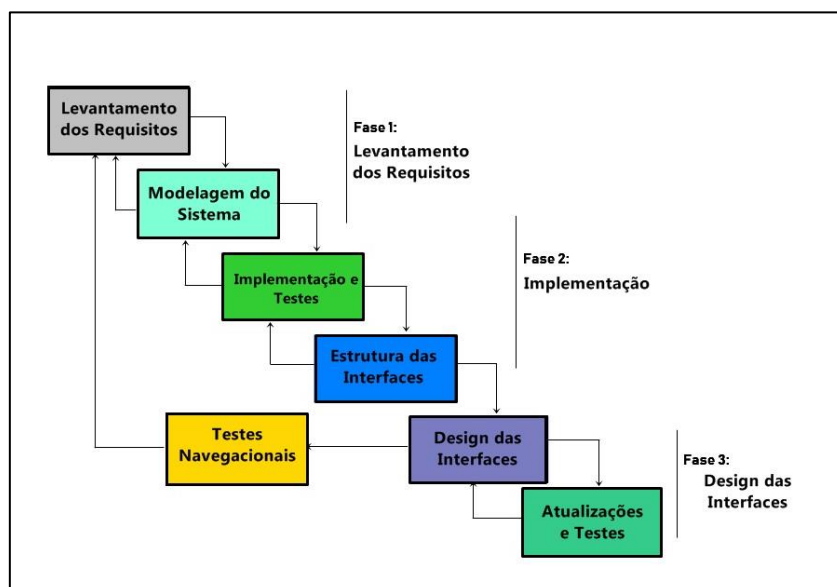 Levantamento
dos Requisitos
Fase 1:
Levantamento
dos Requisitos
Modelagem do
Sistema
Fase 2:
Implementação
Implementação e
Testes
Estrutura das
Interfaces
Testes
Navegacionais
Design das
Interfaces
Fase 3:
Design das
Interfaces
Atualizações
e Testes